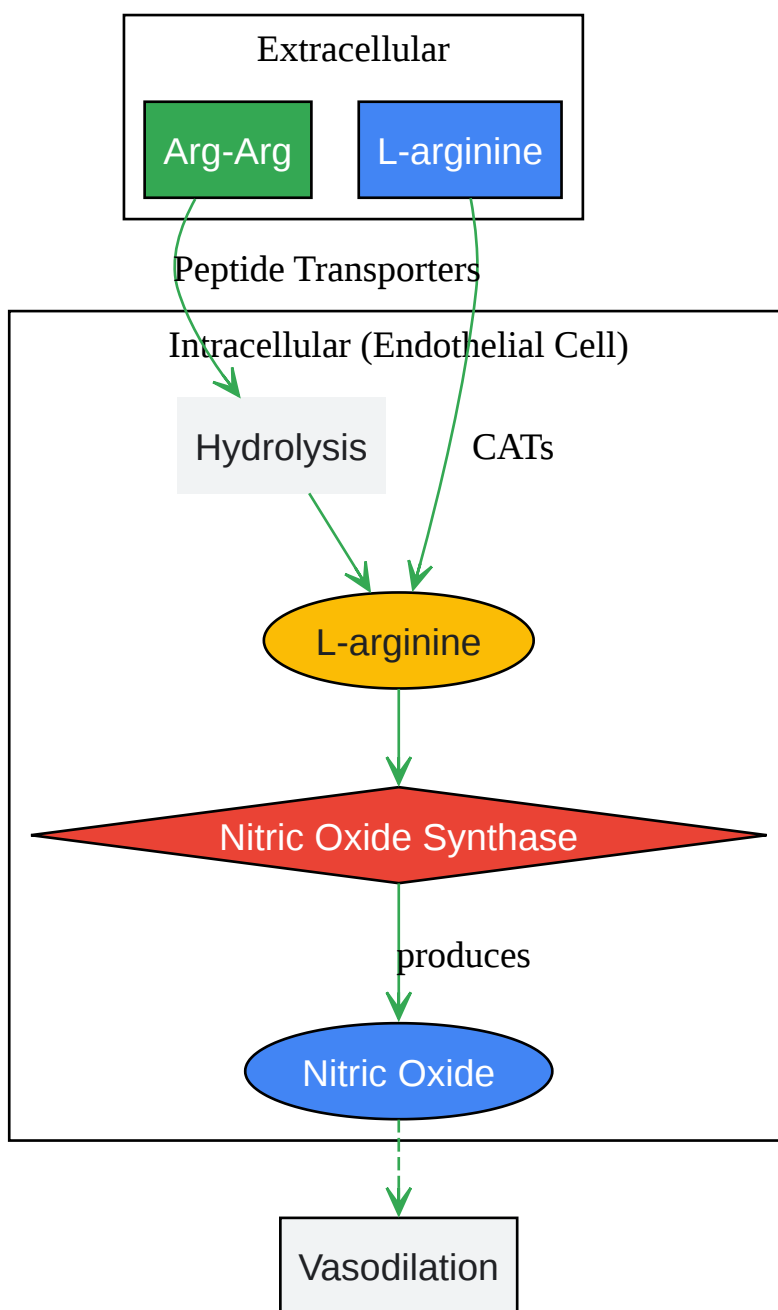 Extracellular
Arg-Arg
L-arginine
Peptide Transporters
Intracellular (Endothelial Cell)
Hydrolysis
CATs
L-arginine
Nitric Oxide Synthase
produces
Nitric Oxide
Vasodilation